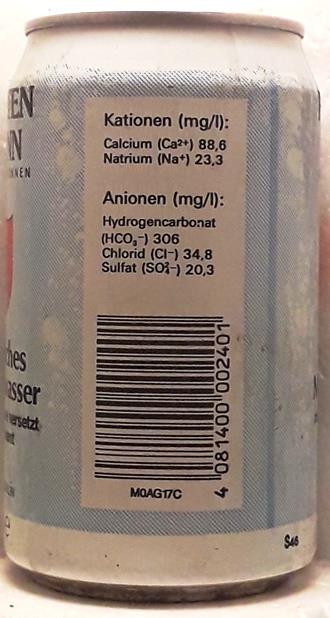 Kationen (mg/l):
Calcium (Ca²⁺) 88,6
Natrium (Na⁺) 23,3
Anionen (mg/l):
Hydrogencarbonat
(HCO₃⁻) 306
Chlorid (Cl⁻) 34,8
Sulfat (SO₄²⁻) 20,3
4 081400 002401
M0AG17C
S46